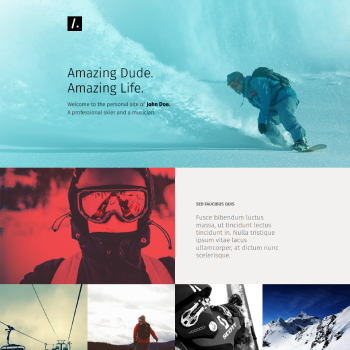 /.
Amazing Dude.
Amazing Life.
Welcome to the personal site of John Doe.
A professional skier and a musician.
SED FAUCIBUS QUIS
Fusce bibendum luctus
massa, ut tincidunt lectus
tincidunt in. Nulla tristique
ipsum vitae lacus
ullamcorper, at dictum nunc
scelerisque.
SCOTT